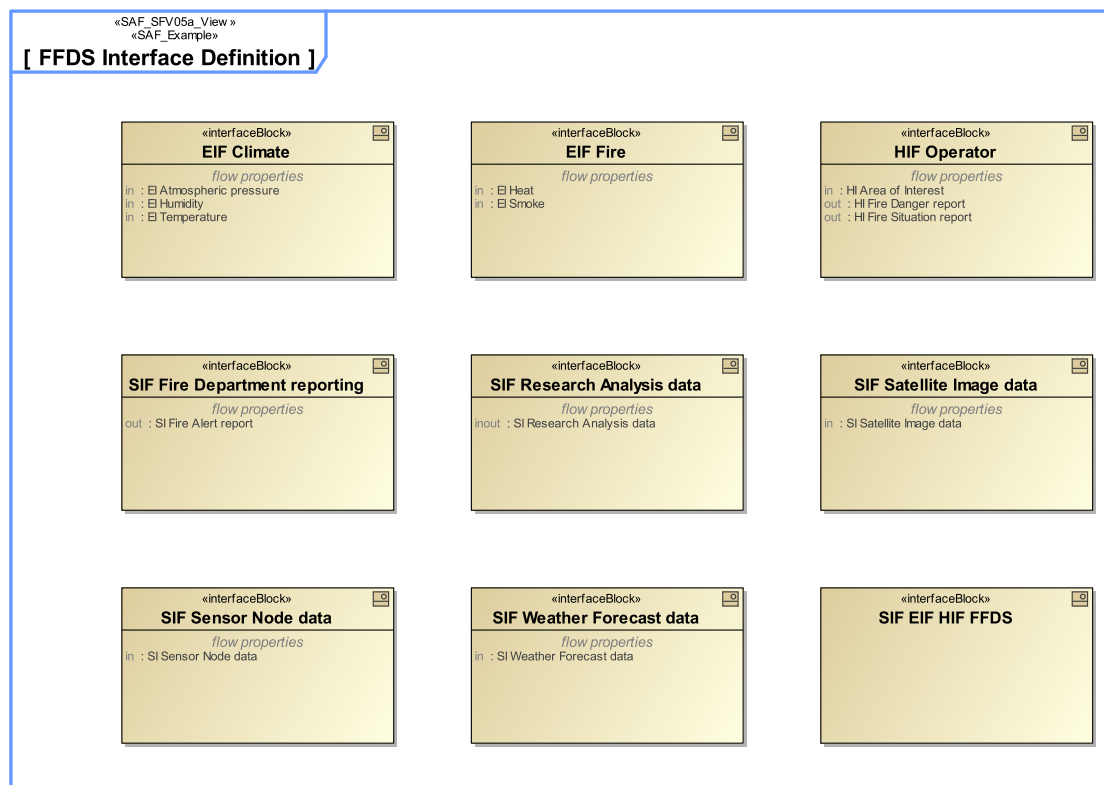 «SAF_SFV05a_View »
«SAF_Example»
[ FFDS Interface Definition ]
«interfaceBlock»
EIF Climate
flow properties
in : EI Atmospheric pressure
in : EI Humidity
in : EI Temperature
«interfaceBlock»
EIF Fire
flow properties
in : EI Heat
in : EI Smoke
«interfaceBlock»
HIF Operator
flow properties
in : HI Area of Interest
out : HI Fire Danger report
out : HI Fire Situation report
«interfaceBlock»
SIF Fire Department reporting
flow properties
out : SI Fire Alert report
«interfaceBlock»
SIF Research Analysis data
flow properties
inout : SI Research Analysis data
«interfaceBlock»
SIF Satellite Image data
flow properties
in : SI Satellite Image data
«interfaceBlock»
SIF Sensor Node data
flow properties
in : SI Sensor Node data
«interfaceBlock»
SIF Weather Forecast data
flow properties
in : SI Weather Forecast data
«interfaceBlock»
SIF EIF HIF FFDS